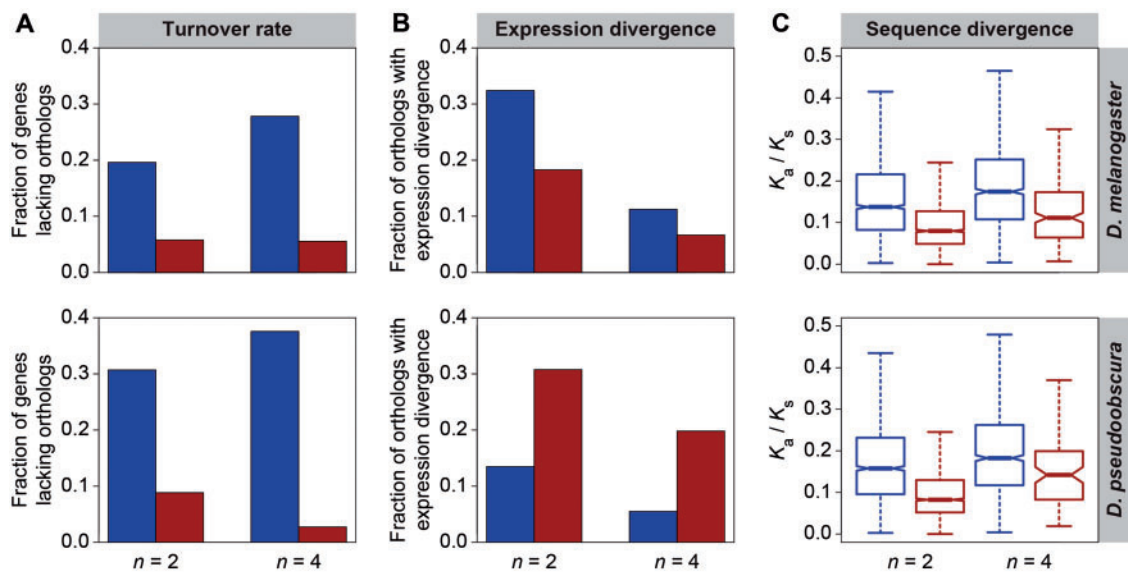 A
Turnover rate
B
Expression divergence
C
Sequence divergence
Fraction of genes
lacking orthologs
0.4
0.3
0.2
0.1
0.0
Fraction of orthologs with
expression divergence
0.4
0.3
0.2
0.1
0.0
Ka / Ks
0.5
0.4
0.3
0.2
0.1
0.0
D. melanogaster
Fraction of genes
lacking orthologs
0.4
0.3
0.2
0.1
0.0
n = 2
n = 4
Fraction of orthologs with
expression divergence
0.4
0.3
0.2
0.1
0.0
n = 2
n = 4
Ka / Ks
0.5
0.4
0.3
0.2
0.1
0.0
n = 2
n = 4
D. pseudoobscura